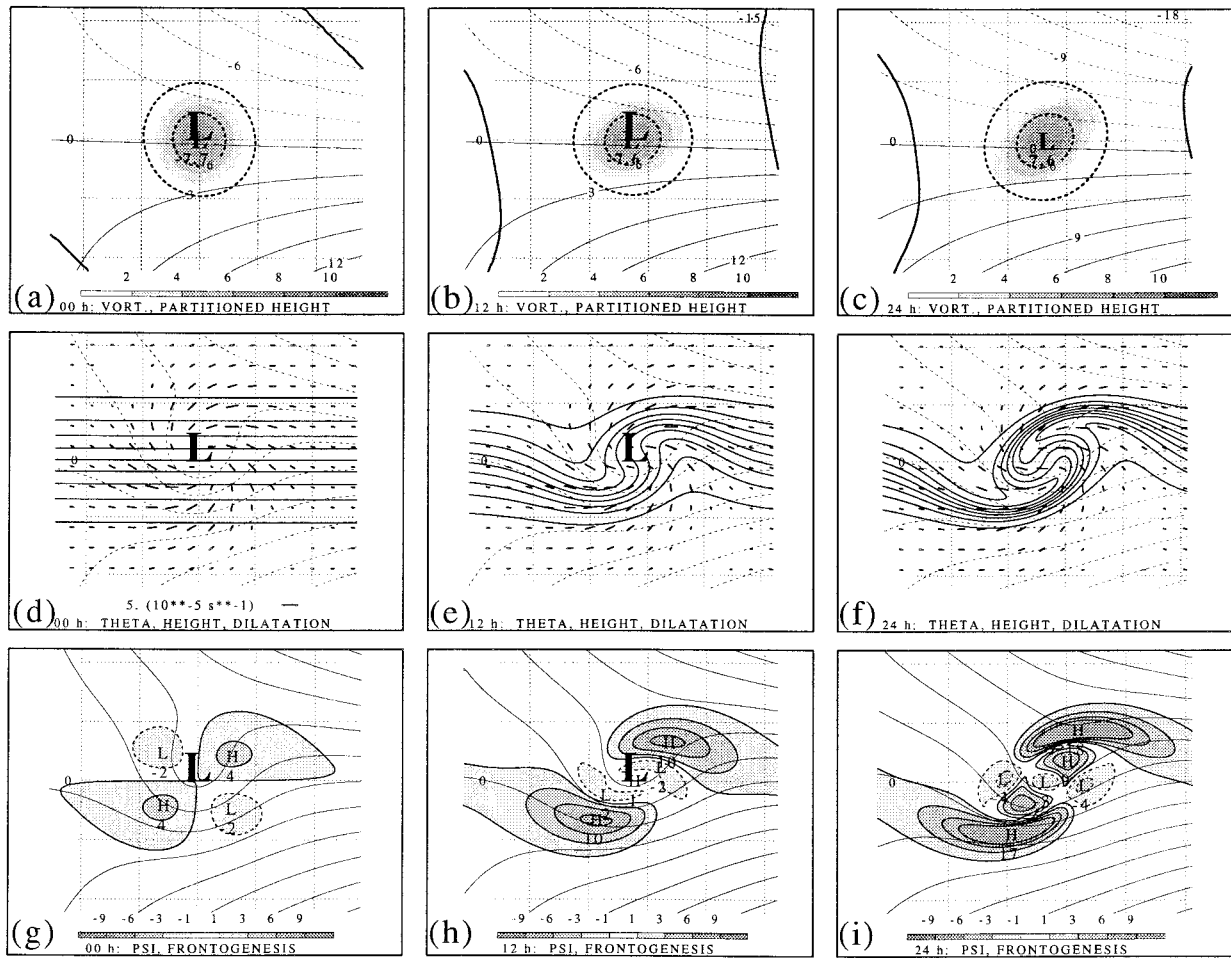 -6
L
0
-3
12
2 4 6 8 10
(a) 00 h: VORT., PARTITIONED HEIGHT
-15
-6
L
0
3
12
2 4 6 8 10
(b) 12 h: VORT., PARTITIONED HEIGHT
-18
-9
L
0
9
2 4 6 8 10
(c) 24 h: VORT., PARTITIONED HEIGHT
L
0
5. (10**-5 s**-1)
(d) 00 h: THETA, HEIGHT, DILATATION
L
0
(e) 12 h: THETA, HEIGHT, DILATATION
0
(f) 24 h: THETA, HEIGHT, DILATATION
L
-2
L
H
4
0
H
4
L
-2
-9 -6 -3 -1 1 3 6 9
(g) 00 h: PSI, FRONTOGENESIS
H
10
L
0
H
10
-9 -6 -3 -1 1 3 6 9
(h) 12 h: PSI, FRONTOGENESIS
H
H
L
L
L
4
0
H
17
-9 -6 -3 -1 1 3 6 9
(i) 24 h: PSI, FRONTOGENESIS